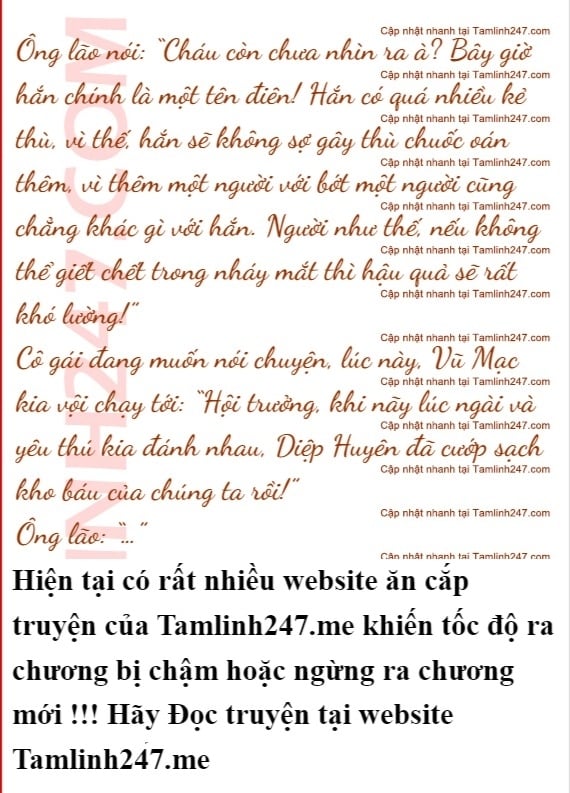 Cập nhật nhanh tại Tamlinh247.com
Ông lão nói: “Cháu còn chưa nhìn ra à? Bây giờ
Cập nhật nhanh tại Tamlinh247.com
hắn chính là một tên điên! Hắn có quá nhiều kẻ
Cập nhật nhanh tại Tamlinh247.com
thù, vì thế, hắn sẽ không sợ gây thù chuốc oán
Cập nhật nhanh tại Tamlinh247.com
thêm, vì thêm một người với bớt một người cũng
Cập nhật nhanh tại Tamlinh247.com
chẳng khác gì với hắn. Người như thế, nếu không
Cập nhật nhanh tại Tamlinh247.com
thể giết chết trong nháy mắt thì hậu quả sẽ rất
Cập nhật nhanh tại Tamlinh247.com
khó lường!”
Cập nhật nhanh tại Tamlinh247.com
Cô gái đang muốn nói chuyện, lúc này, Vũ Mạc
Cập nhật nhanh tại Tamlinh247.com
kia vội chạy tới: “Hội trưởng, khi nãy lúc ngài và
Cập nhật nhanh tại Tamlinh247.com
yêu thú kia đánh nhau, Diệp Huyên đã cướp sạch
Cập nhật nhanh tại Tamlinh247.com
kho báu của chúng ta rồi!”
Cập nhật nhanh tại Tamlinh247.com
Ông lão: “...”
Cập nhật nhanh tại Tamlinh247.com
INH247.COM
Hiện tại có rất nhiều website ăn cắp
truyện của Tamlinh247.me khiến tốc độ ra
chương bị chậm hoặc ngừng ra chương
mới !!! Hãy Đọc truyện tại website
Tamlinh247.me